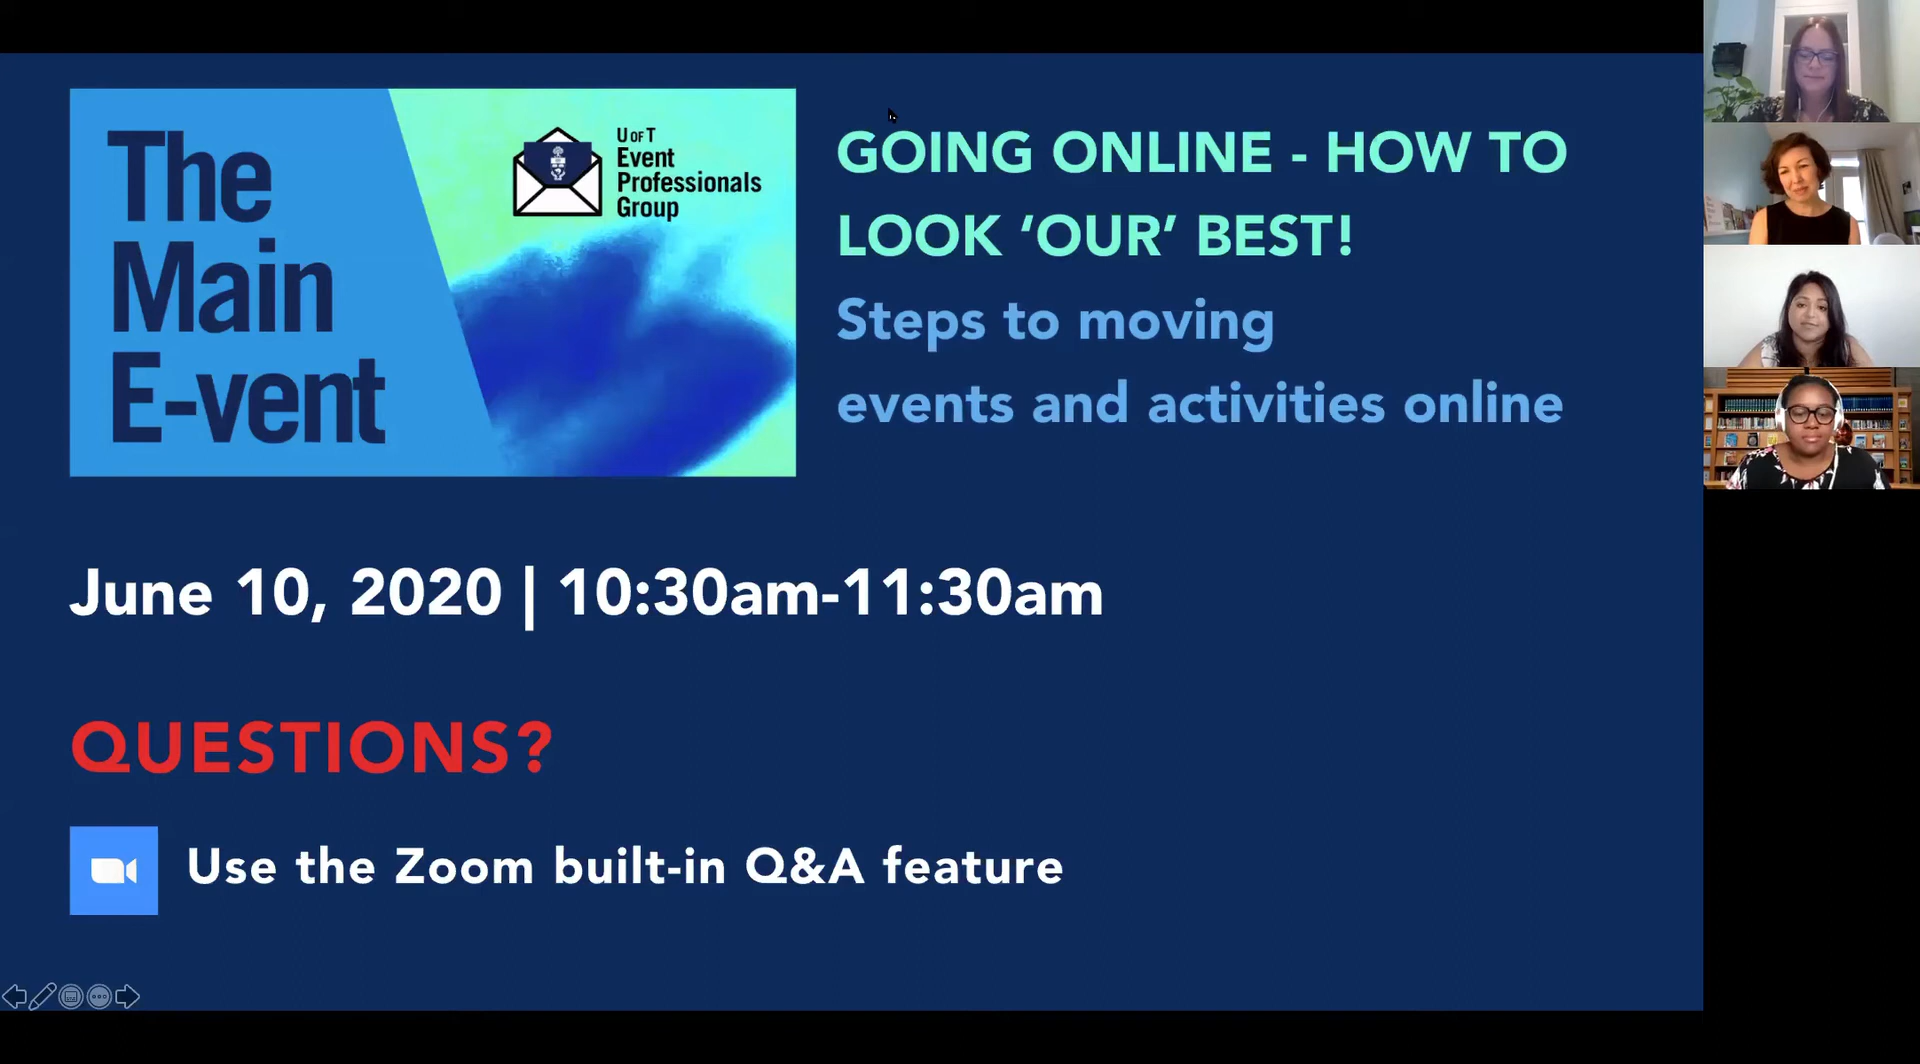 The
Main
E-vent
U OF T
Event
Professionals
Group
GOING ONLINE - HOW TO
LOOK ‘OUR’ BEST!
Steps to moving
events and activities online
June 10, 2020 | 10:30am-11:30am
QUESTIONS?
Use the Zoom built-in Q&A feature